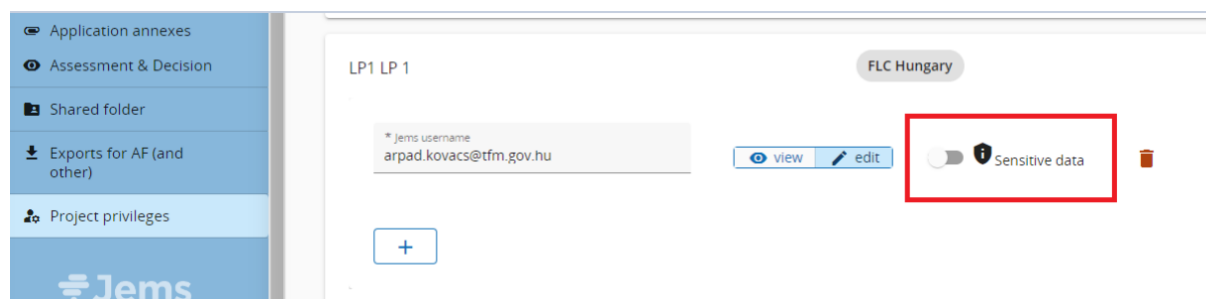 Application annexes
Assessment & Decision
Shared folder
Exports for AF (and
other)
Project privileges
Jems
LP1 LP 1
FLC Hungary
* Jems username
arpad.kovacs@tfm.gov.hu
view
edit
Sensitive data
+